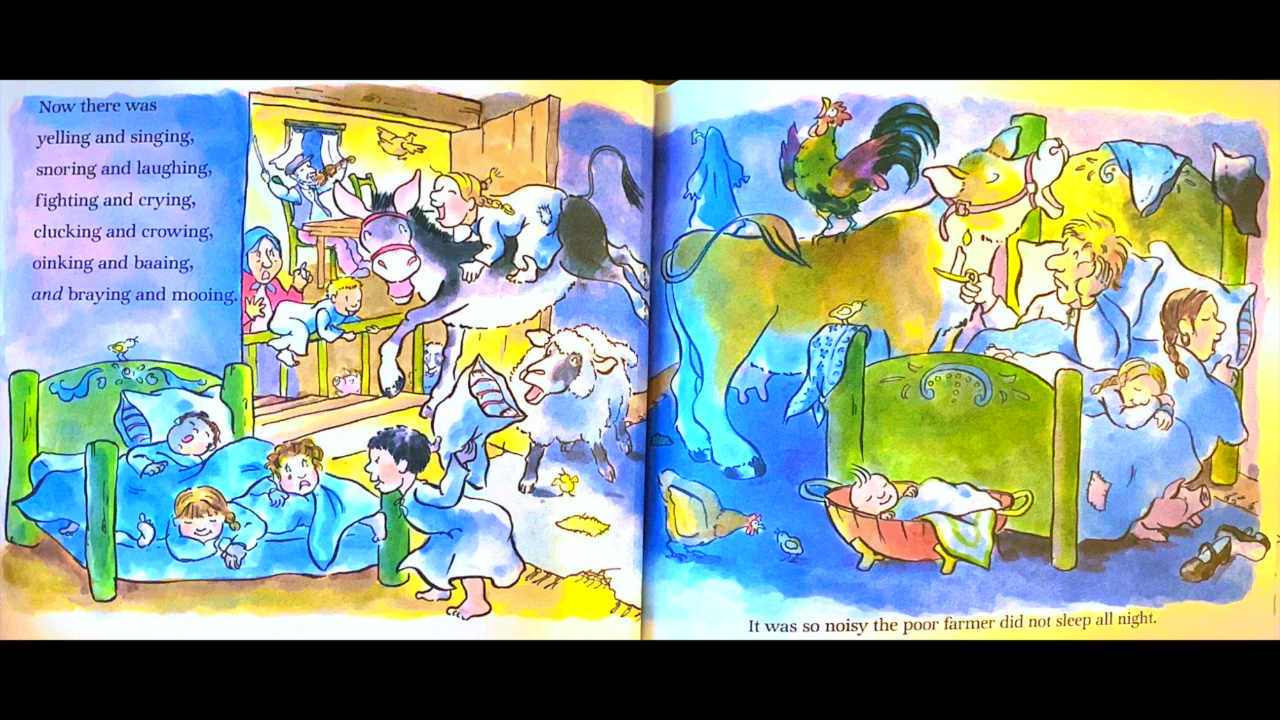 Now there was
yelling and singing,
snoring and laughing,
fighting and crying,
clucking and crowing,
oinking and baaing,
and braying and mooing.
It was so noisy the poor farmer did not sleep all night.